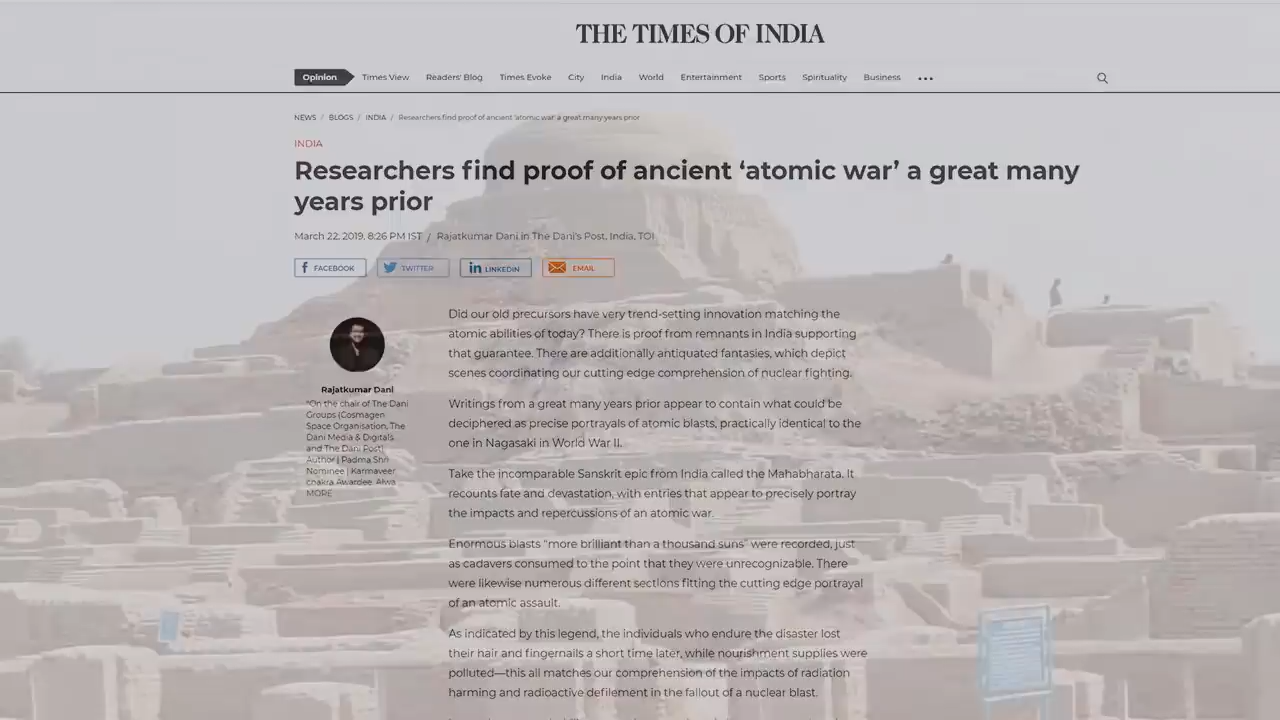 THE TIMES OF INDIA
Opinion Times View Readers' Blog Times Evoke City India World Entertainment Sports Spirituality Business
NEWS / BLOGS / INDIA / Researchers find proof of ancient 'atomic war' a great many years prior
INDIA
Researchers find proof of ancient ‘atomic war’ a great many
years prior
March 22, 2019, 8:26 PM IST / Rajatkumar Dani in The Dani's Post, India, TOI
FACEBOOK TWITTER LINKEDIN EMAIL
Rajatkumar Dani
"On the chair of The Dani
Groups (Cosmagen
Space Organisation, The
Dani Media & Digitals
and The Dani Post)
Author | Padma Shri
Nominee | Karmaveer
chakra Awardee. Alwa
MORE
Did our old precursors have very trend-setting innovation matching the
atomic abilities of today? There is proof from remnants in India supporting
that guarantee. There are additionally antiquated fantasies, which depict
scenes coordinating our cutting edge comprehension of nuclear fighting.
Writings from a great many years prior appear to contain what could be
deciphered as precise portrayals of atomic blasts, practically identical to the
one in Nagasaki in World War II.
Take the incomparable Sanskrit epic from India called the Mahabharata. It
recounts fate and devastation, with entries that appear to precisely portray
the impacts and repercussions of an atomic war.
Enormous blasts "more brilliant than a thousand suns" were recorded, just
as cadavers consumed to the point that they were unrecognizable. There
were likewise numerous different sections fitting the cutting edge portrayal
of an atomic assault.
As indicated by this legend, the individuals who endure the disaster lost
their hair and fingernails a short time later, while nourishment supplies were
polluted—this all matches our comprehension of the impacts of radiation
harming and radioactive defilement in the fallout of a nuclear blast.